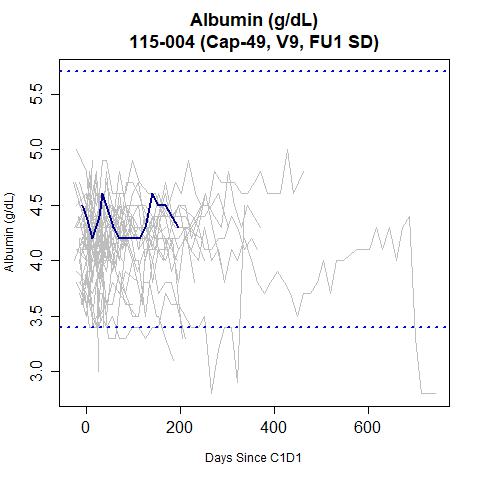 Albumin (g/dL)
115-004 (Cap-49, V9, FU1 SD)
Albumin (g/dL)
5.5
5.0
4.5
4.0
3.5
3.0
0 200 400 600
Days Since C1D1